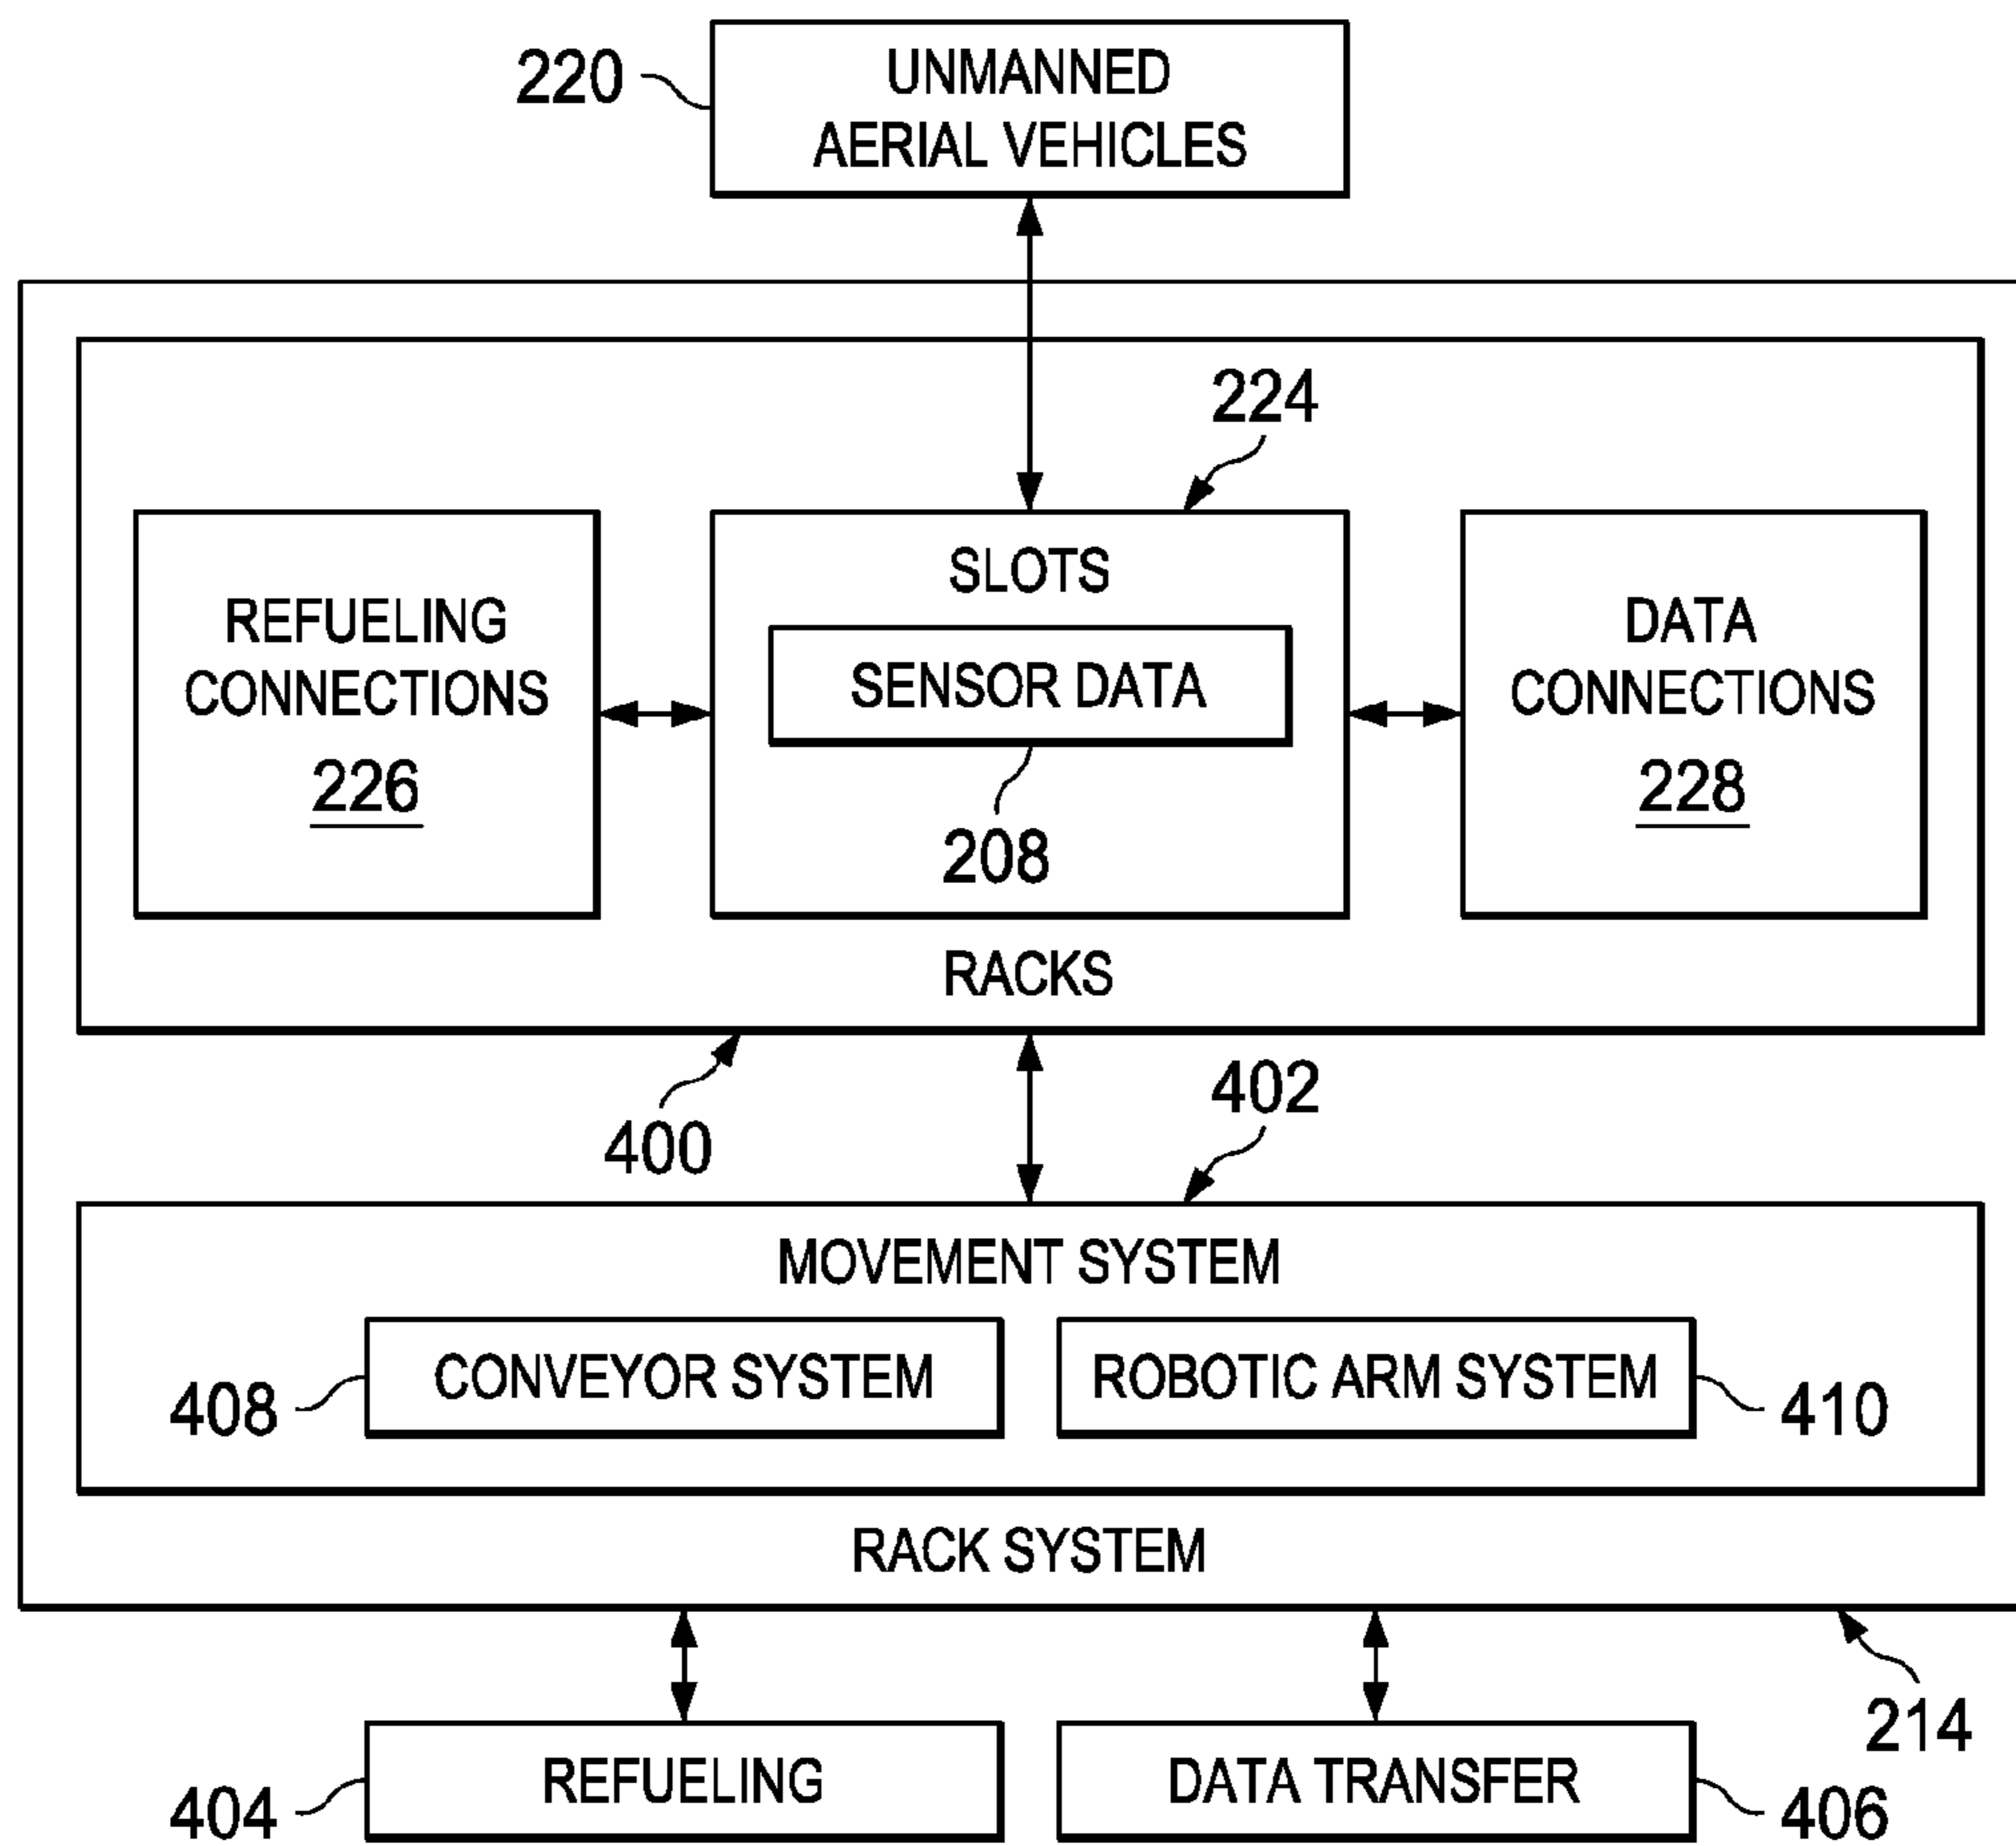 220
UNMANNED
AERIAL VEHICLES
224
REFUELING
CONNECTIONS
226
SLOTS
SENSOR DATA
208
DATA
CONNECTIONS
228
RACKS
400
402
MOVEMENT SYSTEM
408
CONVEYOR SYSTEM
ROBOTIC ARM SYSTEM
410
RACK SYSTEM
214
404
REFUELING
DATA TRANSFER
406